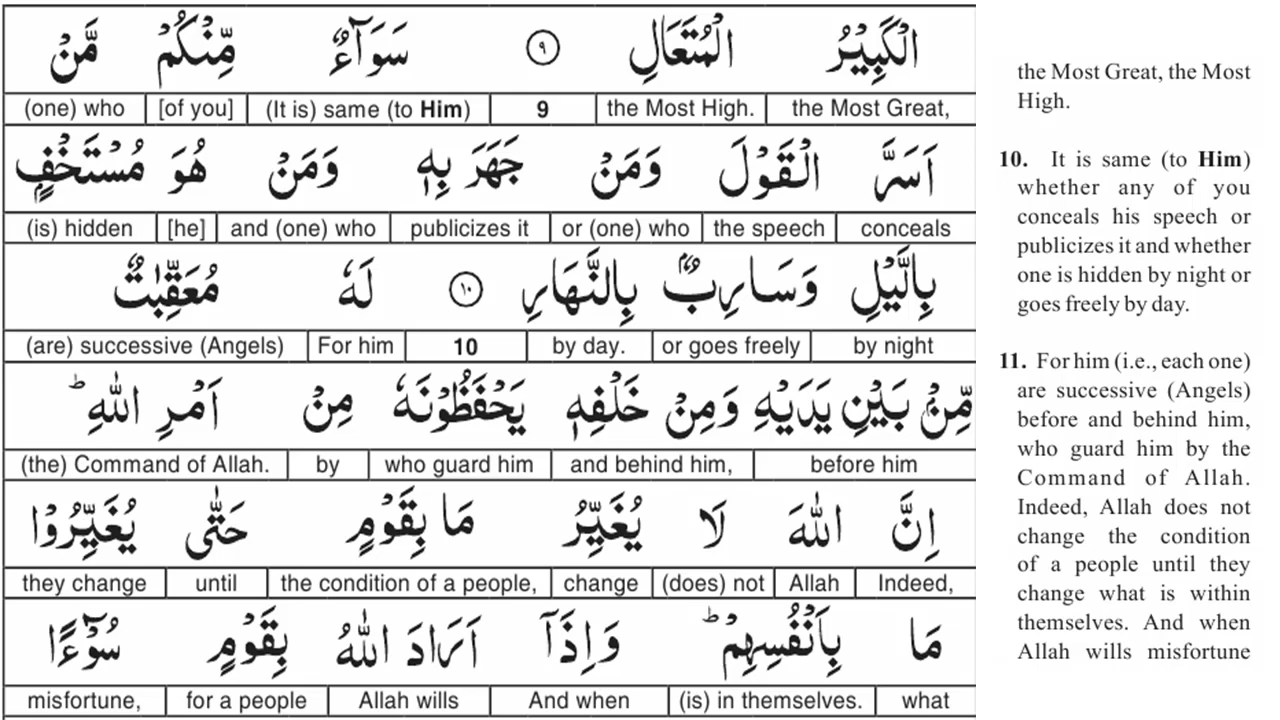 الْكَبِيْرُ الْمُتَعَالِ ۹ سَوَآءٌ مِّنْكُمْ مَّنْ
(one) who [of you] (It is) same (to Him) 9 the Most High. the Most Great,
اَسَرَّ الْقَوْلَ وَمَنْ جَهَرَ بِهٖ وَمَنْ هُوَ مُسْتَخْفٍۭ
(is) hidden [he] and (one) who publicizes it or (one) who the speech conceals
بِالَّيْلِ وَسَارِبٌۢ بِالنَّهَارِ ۱۰ لَهٗ مُعَقِّبٰتٌ
(are) successive (Angels) For him 10 by day. or goes freely by night
مِّنْۢ بَيْنِ يَدَيْهِ وَمِنْ خَلْفِهٖ يَحْفَظُوْنَهٗ مِنْ اَمْرِ اللّٰهِ ؕ
(the) Command of Allah. by who guard him and behind him, before him
اِنَّ اللّٰهَ لَا يُغَيِّرُ مَا بِقَوْمٍ حَتّٰى يُغَيِّرُوْا
they change until the condition of a people, change (does) not Allah Indeed,
مَا بِاَنْفُسِهِمْ ؕ وَاِذَاۤ اَرَادَ اللّٰهُ بِقَوْمٍ سُوْٓءًا
misfortune, for a people Allah wills And when (is) in themselves. what
the Most Great, the Most
High.
10. It is same (to Him)
whether any of you
conceals his speech or
publicizes it and whether
one is hidden by night or
goes freely by day.
11. For him (i.e., each one)
are successive (Angels)
before and behind him,
who guard him by the
Command of Allah.
Indeed, Allah does not
change the condition
of a people until they
change what is within
themselves. And when
Allah wills misfortune